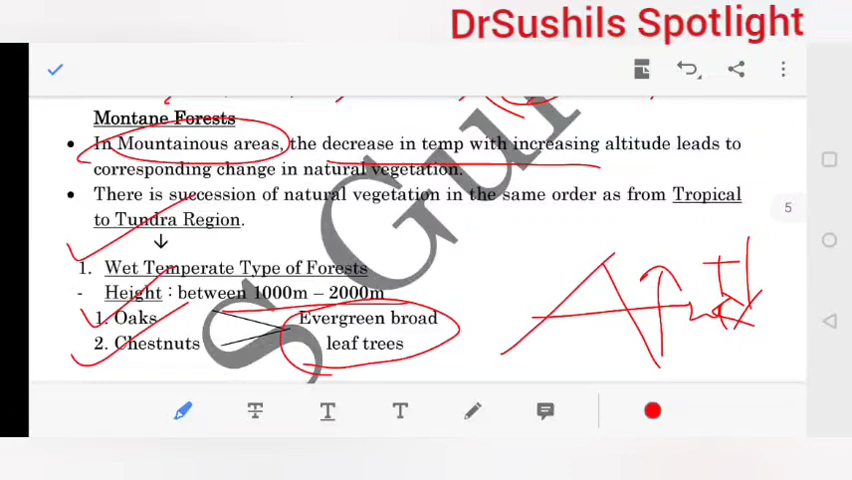 DrSushils Spotlight
Montane Forests
• In Mountainous areas, the decrease in temp with increasing altitude leads to
corresponding change in natural vegetation.
• There is succession of natural vegetation in the same order as from Tropical
to Tundra Region.
↓
5
1. Wet Temperate Type of Forests
- Height : between 1000m – 2000m
1. Oaks
2. Chestnuts
Evergreen broad
leaf trees